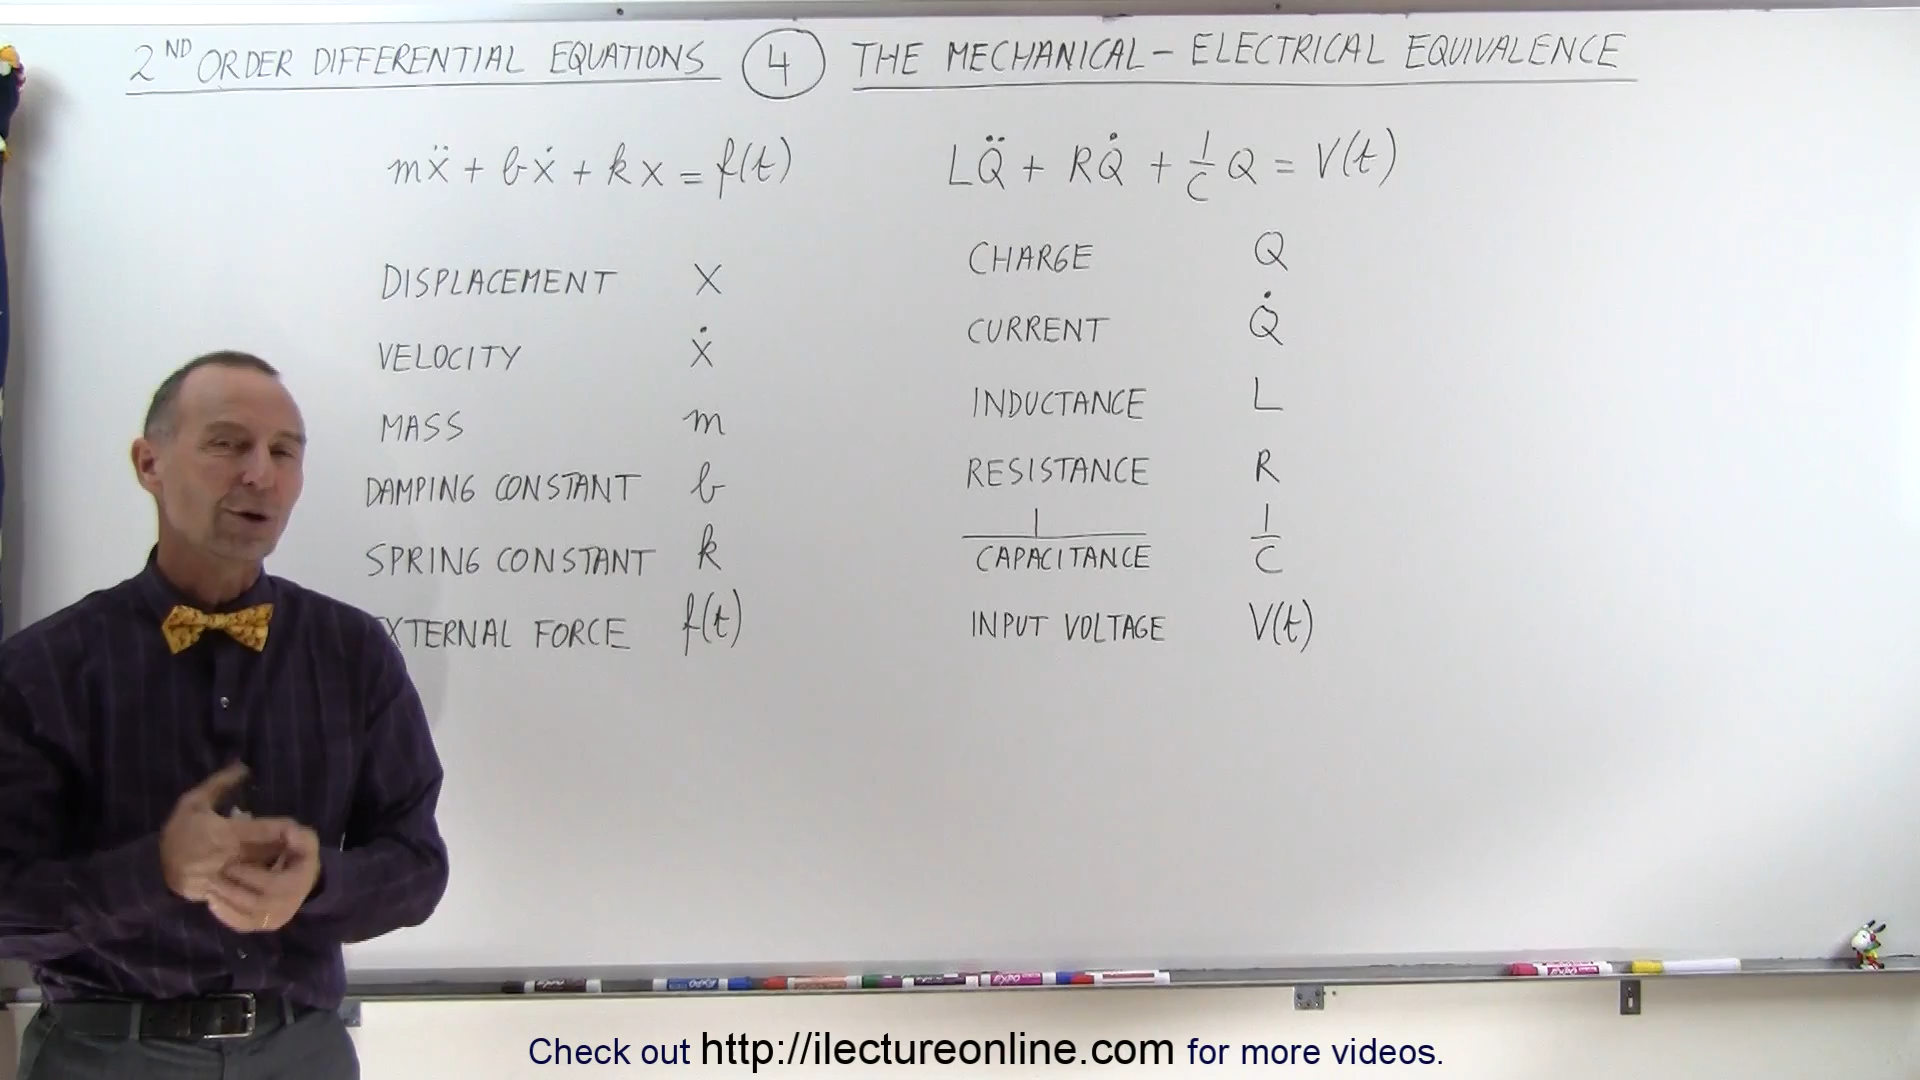 2ND ORDER DIFFERENTIAL EQUATIONS 4 THE MECHANICAL - ELECTRICAL EQUIVALENCE
mẍ + bẋ + kx = f(t)
DISPLACEMENT X
VELOCITY Ẋ
MASS m
DAMPING CONSTANT b
SPRING CONSTANT k
EXTERNAL FORCE f(t)
LQ̈ + RQ̇ + 1/C Q = V(t)
CHARGE Q
CURRENT Q̇
INDUCTANCE L
RESISTANCE R
1/CAPACITANCE 1/C
INPUT VOLTAGE V(t)
Check out http://ilectureonline.com for more videos.